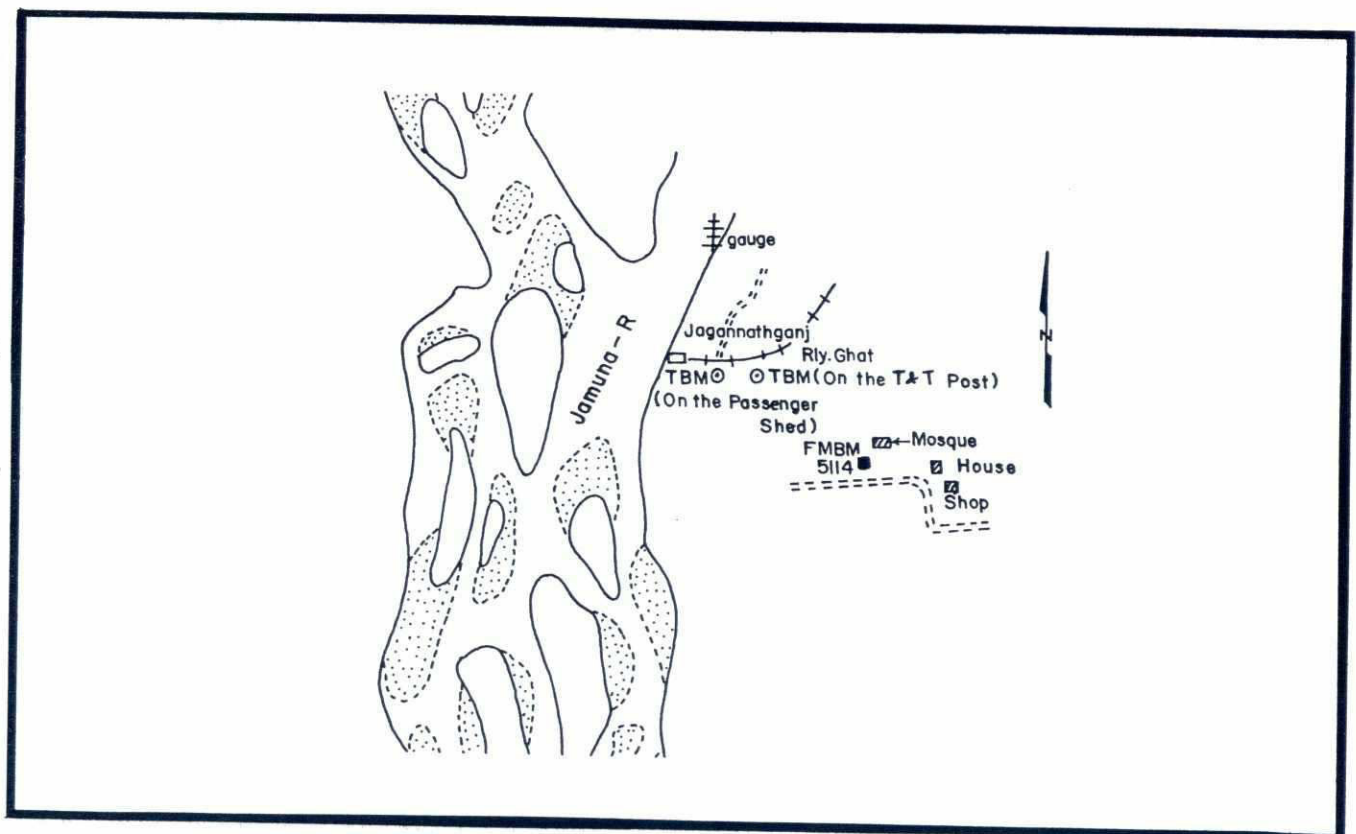 gauge
Jamuna - R
Jagannathganj
Rly. Ghat
TBM
TBM (On the T&T Post)
(On the Passenger
Shed)
Mosque
FMBM
5114
House
Shop
N